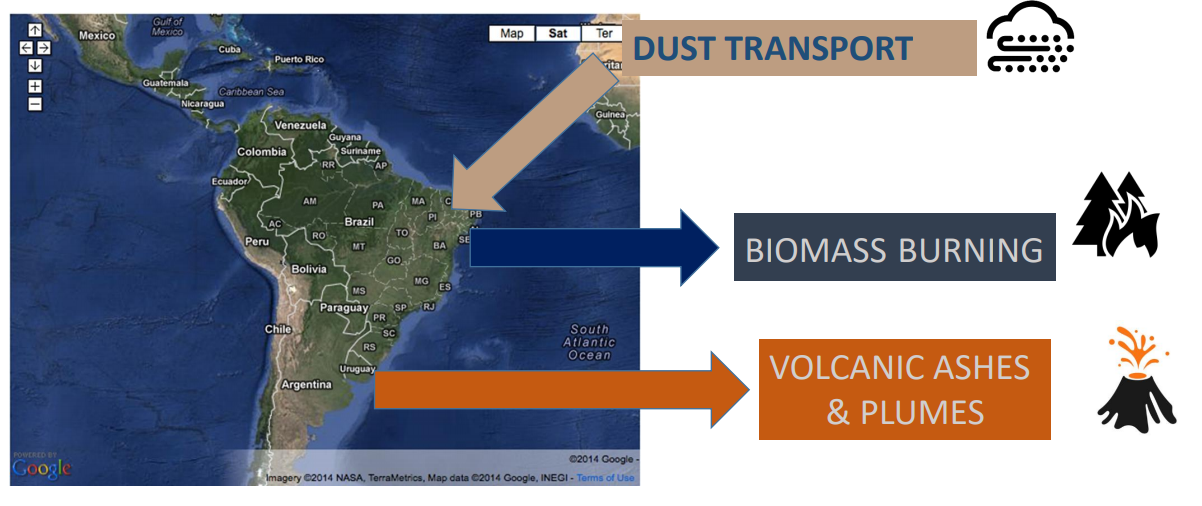 Gulf of
Mexico
Mexico
Map
Sat
Ter
DUST TRANSPORT
Cuba
Puerto Rico
Guatemala
Caribbean Sea
Nicaragua
Guinea
Venezuela
Guyana
Colombia
Suriname
RR
AP
Ecuador
AM
PA
MA
PI
PB
AC
Brazil
TO
SE
Peru
RO
MT
BA
BIOMASS BURNING
GO
Bolivia
MG
ES
MS
Paraguay
SP
RJ
PR
Chile
SC
South
Atlantic
Ocean
RS
Uruguay
Argentina
VOLCANIC ASHES
& PLUMES
POWERED BY
Google
©2014 Google -
Imagery ©2014 NASA, TerraMetrics, Map data ©2014 Google, INEGI - Terms of Use